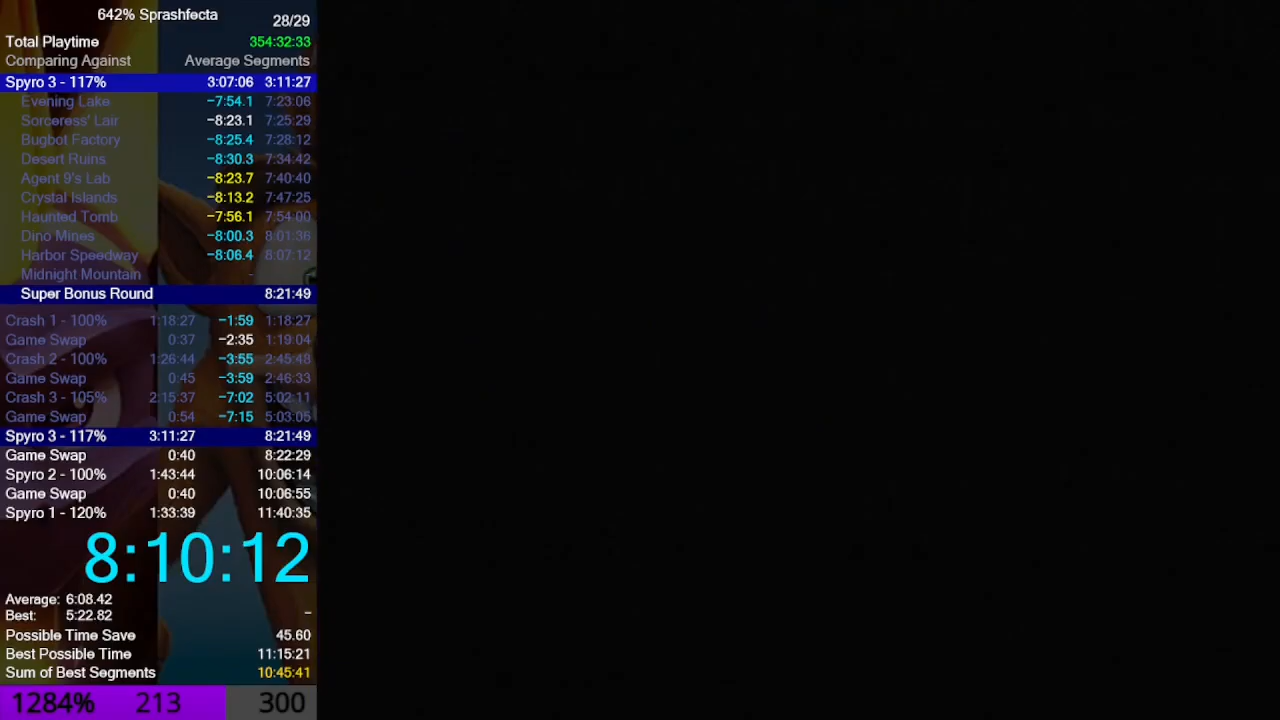 642% Sprashfecta
28/29
Total Playtime 354:32:33
Comparing Against Average Segments
Spyro 3 - 117% 3:07:06 3:11:27
Evening Lake −7:54.1 7:23:06
Sorceress' Lair −8:23.1 7:25:29
Bugbot Factory −8:25.4 7:28:12
Desert Ruins −8:30.3 7:34:42
Agent 9's Lab −8:23.7 7:40:40
Crystal Islands −8:13.2 7:47:25
Haunted Tomb −7:56.1 7:54:00
Dino Mines −8:00.3 8:01:36
Harbor Speedway −8:06.4 8:07:12
Midnight Mountain -
Super Bonus Round 8:21:49
Crash 1 - 100% 1:18:27 −1:59 1:18:27
Game Swap 0:37 −2:35 1:19:04
Crash 2 - 100% 1:26:44 −3:55 2:45:48
Game Swap 0:45 −3:59 2:46:33
Crash 3 - 105% 2:15:37 −7:02 5:02:11
Game Swap 0:54 −7:15 5:03:05
Spyro 3 - 117% 3:11:27 8:21:49
Game Swap 0:40 8:22:29
Spyro 2 - 100% 1:43:44 10:06:14
Game Swap 0:40 10:06:55
Spyro 1 - 120% 1:33:39 11:40:35
8:10:12
Average: 6:08.42
Best: 5:22.82 -
Possible Time Save 45.60
Best Possible Time 11:15:21
Sum of Best Segments 10:45:41
1284% 213 300